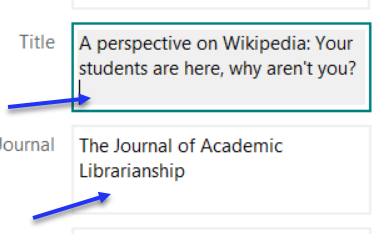 Title
A perspective on Wikipedia: Your
students are here, why aren't you?
Journal
The Journal of Academic
Librarianship